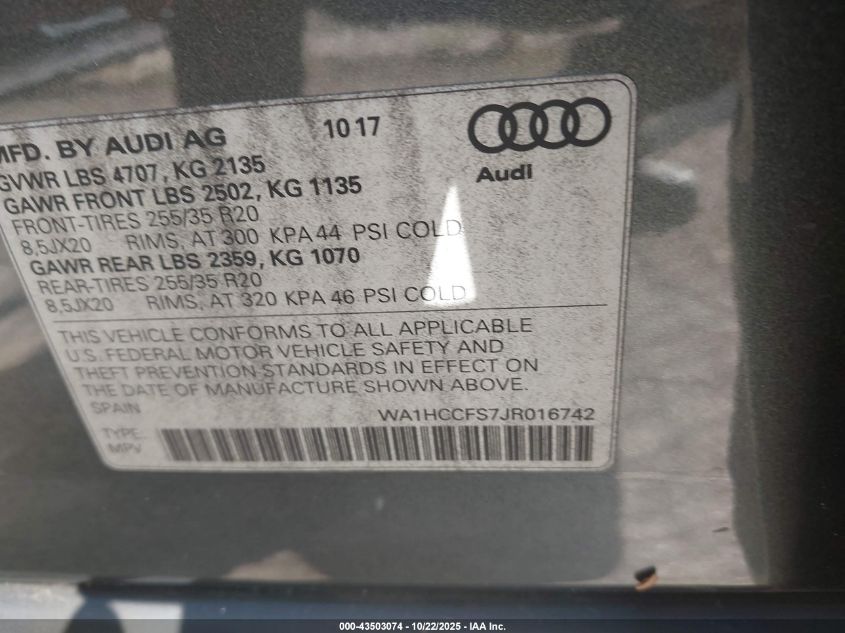 MFD. BY AUDI AG 10 17
GVWR LBS 4707, KG 2135
GAWR FRONT LBS 2502, KG 1135
FRONT-TIRES 255/35 R20
8,5JX20 RIMS, AT 300 KPA 44 PSI COLD
GAWR REAR LBS 2359, KG 1070
REAR-TIRES 255/35 R20
8,5JX20 RIMS, AT 320 KPA 46 PSI COLD
Audi
THIS VEHICLE CONFORMS TO ALL APPLICABLE
U.S. FEDERAL MOTOR VEHICLE SAFETY AND
THEFT PREVENTION STANDARDS IN EFFECT ON
THE DATE OF MANUFACTURE SHOWN ABOVE.
SPAIN WA1HCCFS7JR016742
TYPE:
MPV
000-43503074 - 10/22/2025 - IAA Inc.